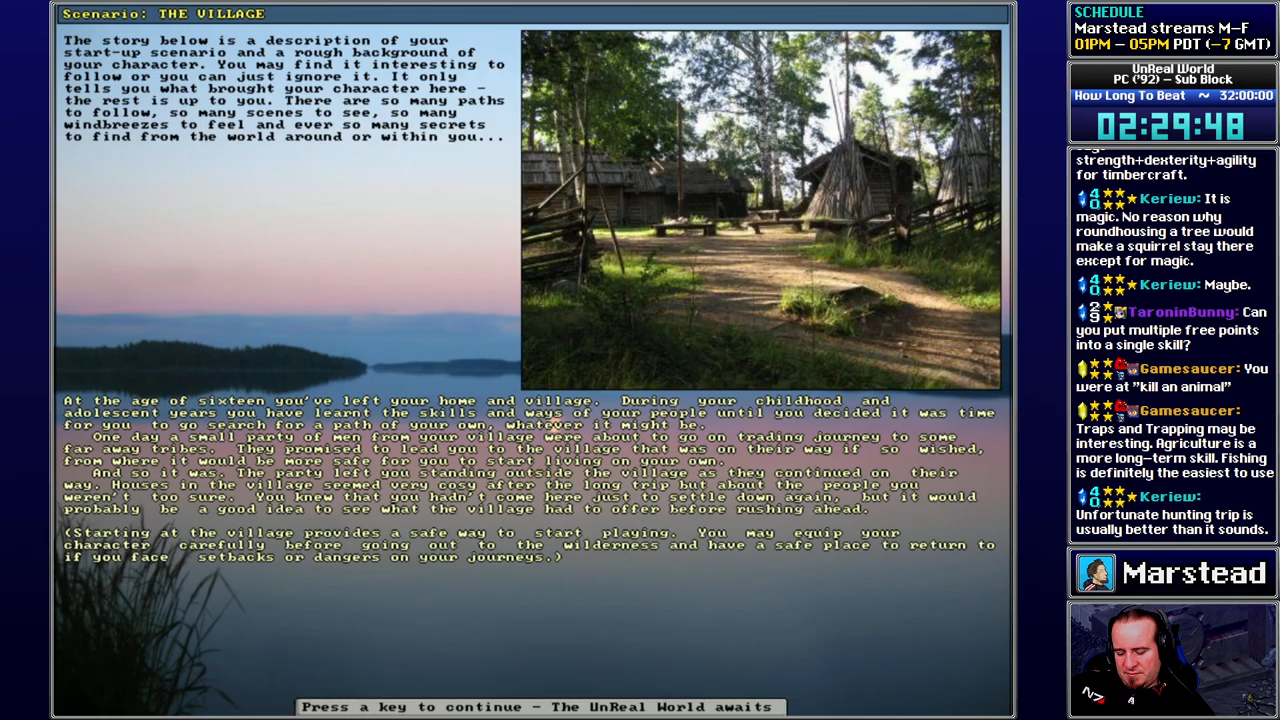 Scenario: THE VILLAGE
The story below is a description of your
start-up scenario and a rough background of
your character. You may find it interesting to
follow or you can just ignore it. It only
tells you what brought your character here -
the rest is up to you. There are so many paths
to follow, so many scenes to see, so many
windbreezes to feel and ever so many secrets
to find from the world around or within you...
At the age of sixteen you've left your home and village. During your childhood and
adolescent years you have learnt the skills and ways of your people until you decided it was time
for you to go search for a path of your own, whatever it might be.
One day a small party of men from your village were about to go on trading journey to some
far away tribes. They promised to lead you to the village that was on their way if so wished,
from where it would be more safe for you to start living on your own.
And so it was. The party left you standing outside the village as they continued on their
way. Houses in the village seemed very cosy after the long trip but about the people you
weren't too sure. You knew that you hadn't come here just to settle down again, but it would
probably be a good idea to see what the village had to offer before rushing ahead.
(Starting at the village provides a safe way to start playing. You may equip your
character carefully before going out to the wilderness and have a safe place to return to
if you face setbacks or dangers on your journeys.)
Press a key to continue - The UnReal World awaits
SCHEDULE
Marstead streams M-F
01PM - 05PM PDT (-7 GMT)
UnReal World
PC ('92) - Sub Block
How Long To Beat ~ 32:00:00
02:29:48
strength+dexterity+agility
for timbercraft.
40 Keriew: It is
magic. No reason why
roundhousing a tree would
make a squirrel stay there
except for magic.
40 Keriew: Maybe.
29 TaroninBunny: Can
you put multiple free points
into a single skill?
Gamesaucer: You
were at "kill an animal"
Gamesaucer:
Traps and Trapping may be
interesting. Agriculture is a
more long-term skill. Fishing
is definitely the easiest to use
40 Keriew:
Unfortunate hunting trip is
usually better than it sounds.
Marstead
N7